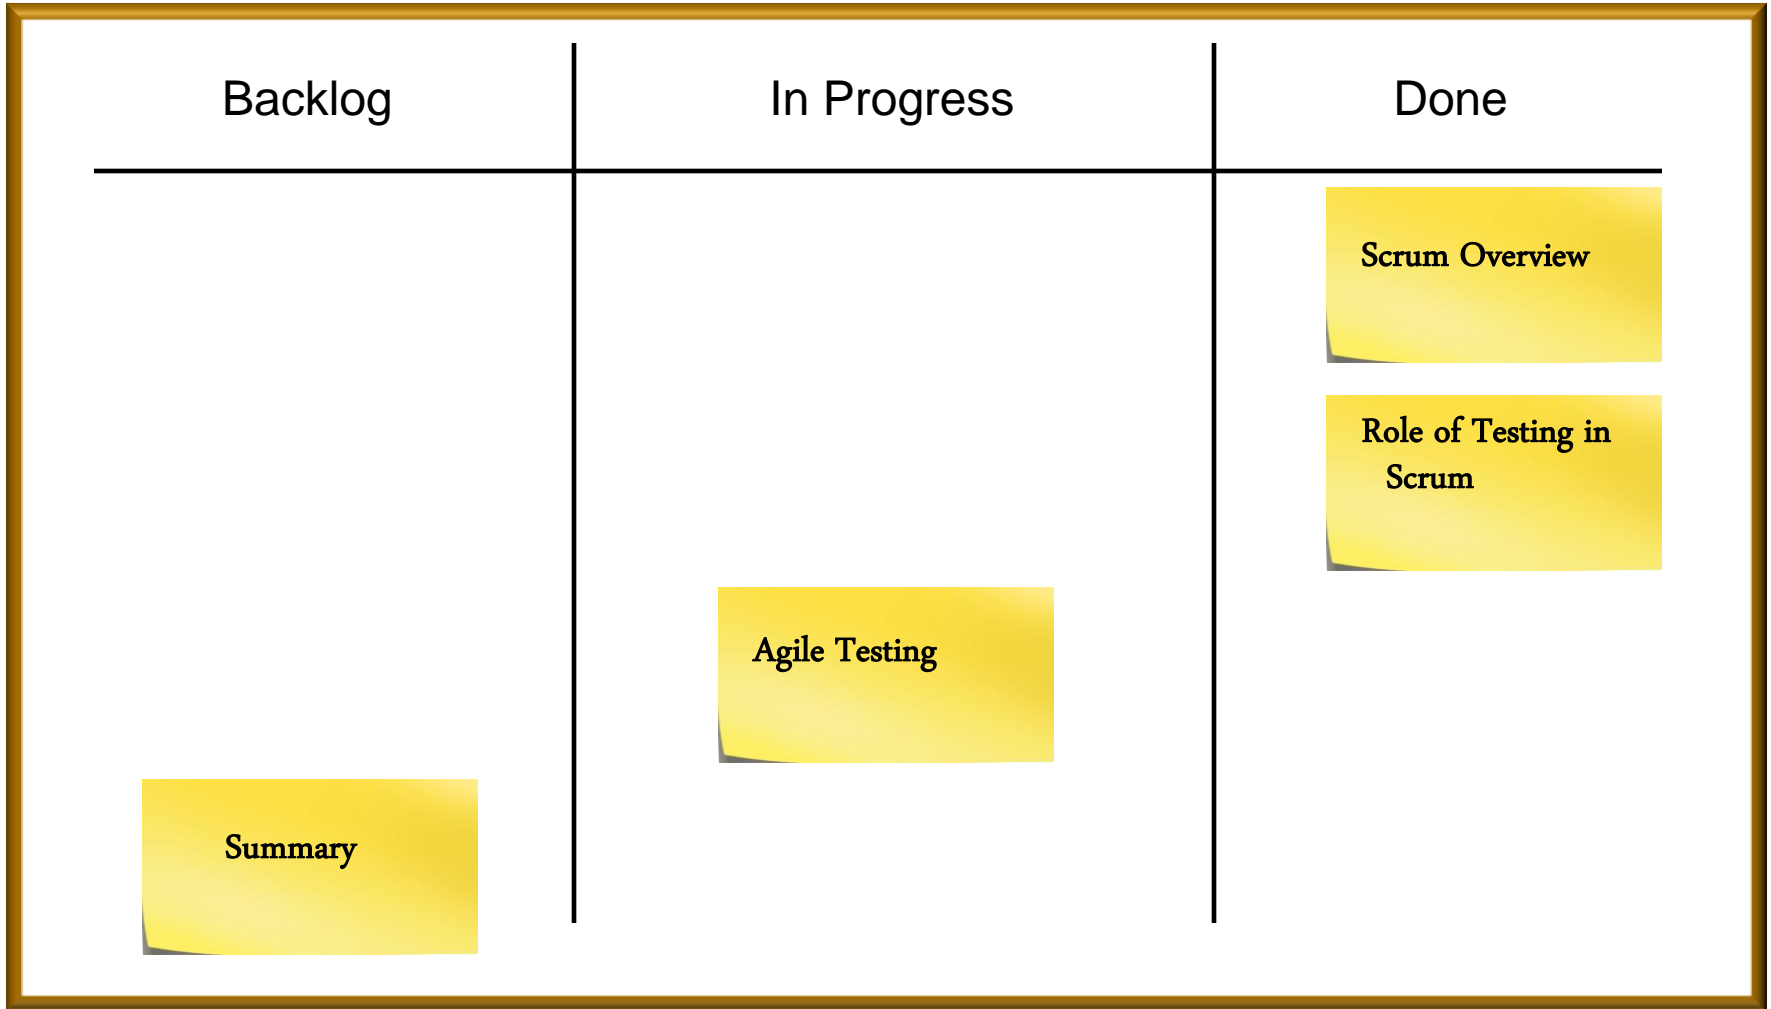 Backlog
In Progress
Done
Scrum Overview
Role of Testing in
Scrum
Agile Testing
Summary